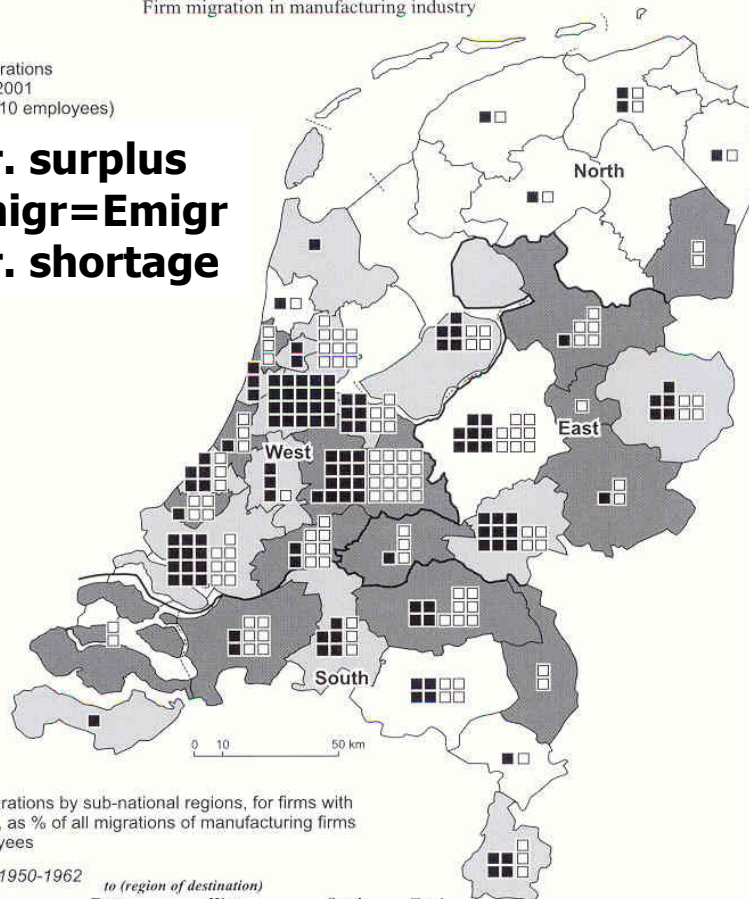 Firm migration in manufacturing industry
rations
2001
10 employees)
r. surplus
migr=Emigr
r. shortage
North
East
West
South
0 10 50 km
rations by sub-national regions, for firms with
, as % of all migrations of manufacturing firms
yees
1950-1962
to (region of destination)